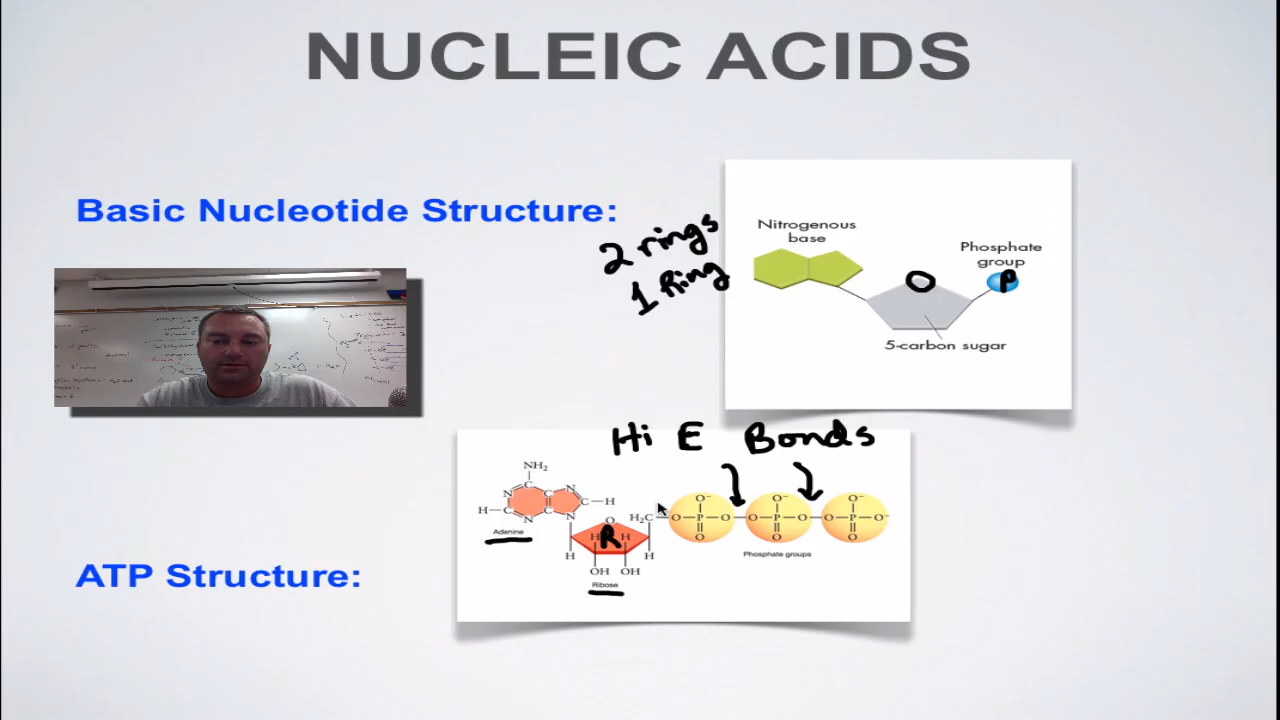 NUCLEIC ACIDS
Basic Nucleotide Structure:
2 rings
1 Ring
Nitrogenous
base
Phosphate
group
O
P
5-carbon sugar
Hi E Bonds
NH₂
N
C
N
C
C—H
H—C
C
N
N
Adenine
O
H
R
H
H₂C
H
H
OH
OH
Ribose
O⁻
O⁻
O⁻
O—P—O—O—P—O—O—P—O⁻
O
O
O
Phosphate groups
ATP Structure: